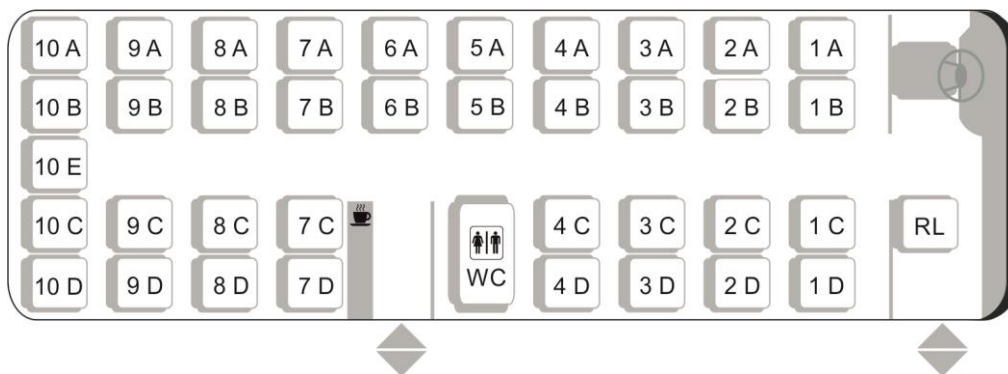 10 A 9 A 8 A 7 A 6 A 5 A 4 A 3 A 2 A 1 A
10 B 9 B 8 B 7 B 6 B 5 B 4 B 3 B 2 B 1 B
10 E
10 C 9 C 8 C 7 C 4 C 3 C 2 C 1 C RL
WC
10 D 9 D 8 D 7 D 4 D 3 D 2 D 1 D